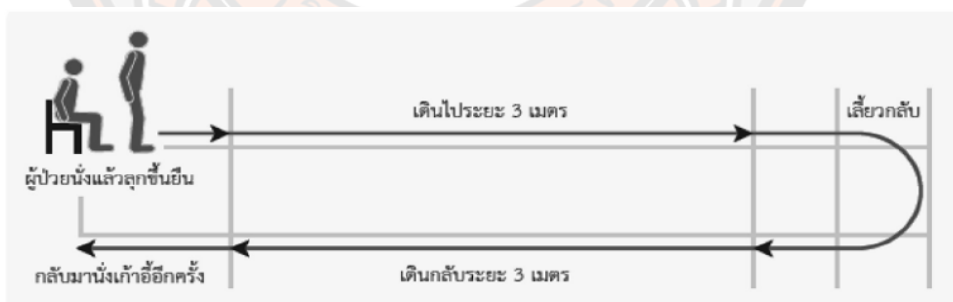 เดินไประยะ 3 เมตร
เลี้ยวกลับ
ผู้ป่วยนั่งแล้วลุกขึ้นยืน
กลับมานั่งเก้าอี้อีกครั้ง
เดินกลับระยะ 3 เมตร